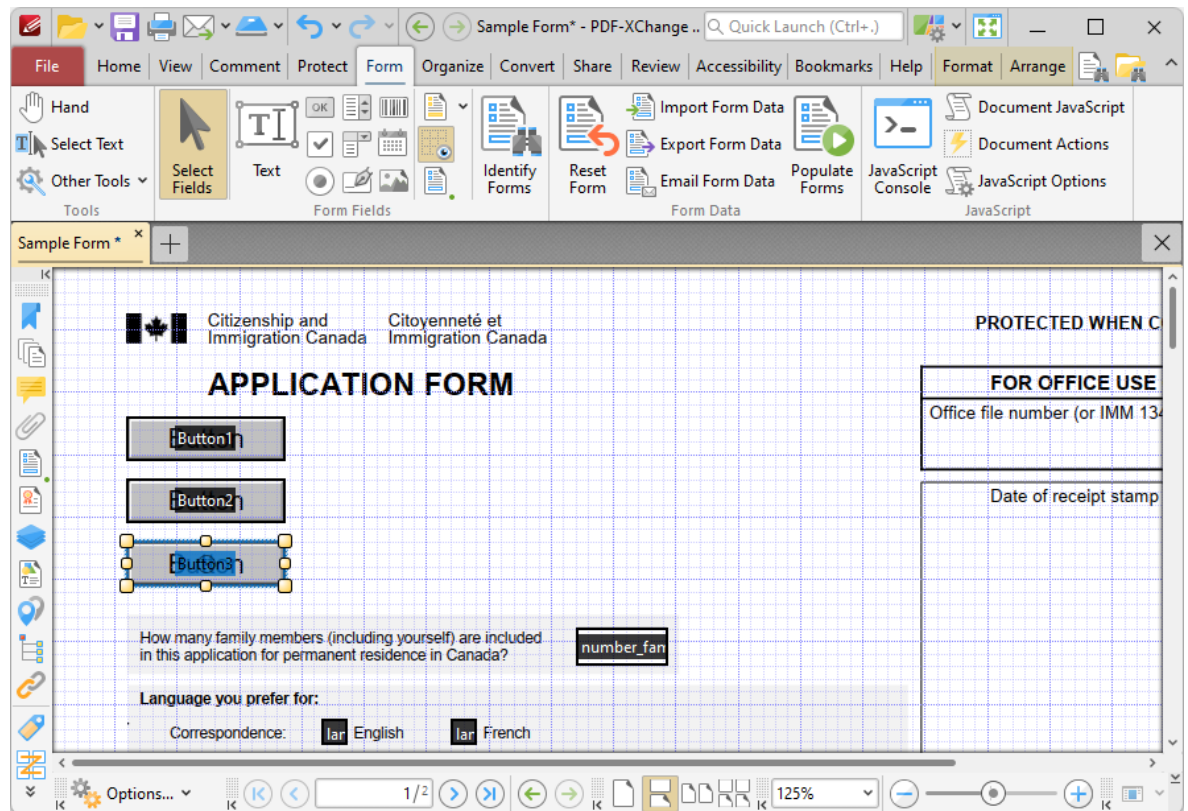 Sample Form* - PDF-XChange ..
Quick Launch (Ctrl+.)
File Home View Comment Protect Form Organize Convert Share Review Accessibility Bookmarks Help Format Arrange
Hand
Select Text
Other Tools
Tools
Select Fields
Text
OK
Form Fields
Identify Forms
Reset Form
Import Form Data
Export Form Data
Email Form Data
Populate Forms
Form Data
JavaScript Console
Document JavaScript
Document Actions
JavaScript Options
JavaScript
Sample Form *
Citizenship and
Immigration Canada
Citoyenneté et
Immigration Canada
PROTECTED WHEN C
APPLICATION FORM
FOR OFFICE USE
Office file number (or IMM 134
Button1
Button2
Date of receipt stamp
Button3
How many family members (including yourself) are included
in this application for permanent residence in Canada?
number_fan
Language you prefer for:
Correspondence: lar English lar French
Options...
1/2
125%